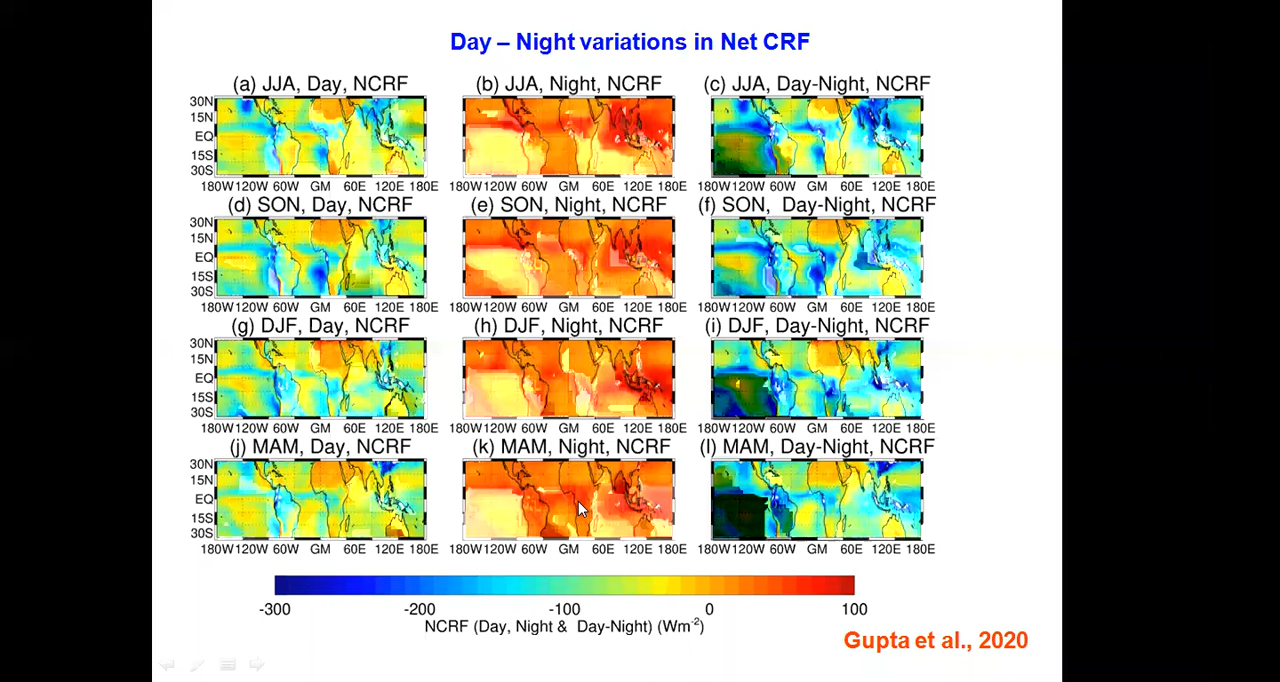 Day – Night variations in Net CRF
(a) JJA, Day, NCRF
(b) JJA, Night, NCRF
(c) JJA, Day-Night, NCRF
30N
15N
EQ
15S
30S
180W 120W 60W GM 60E 120E 180E
180W 120W 60W GM 60E 120E 180E
180W 120W 60W GM 60E 120E 180E
(d) SON, Day, NCRF
(e) SON, Night, NCRF
(f) SON, Day-Night, NCRF
30N
15N
EQ
15S
30S
180W 120W 60W GM 60E 120E 180E
180W 120W 60W GM 60E 120E 180E
180W 120W 60W GM 60E 120E 180E
(g) DJF, Day, NCRF
(h) DJF, Night, NCRF
(i) DJF, Day-Night, NCRF
30N
15N
EQ
15S
30S
180W 120W 60W GM 60E 120E 180E
180W 120W 60W GM 60E 120E 180E
180W 120W 60W GM 60E 120E 180E
(j) MAM, Day, NCRF
(k) MAM, Night, NCRF
(l) MAM, Day-Night, NCRF
30N
15N
EQ
15S
30S
180W 120W 60W GM 60E 120E 180E
180W 120W 60W GM 60E 120E 180E
180W 120W 60W GM 60E 120E 180E
-300 -200 -100 0 100
NCRF (Day, Night & Day-Night) (Wm⁻²)
Gupta et al., 2020